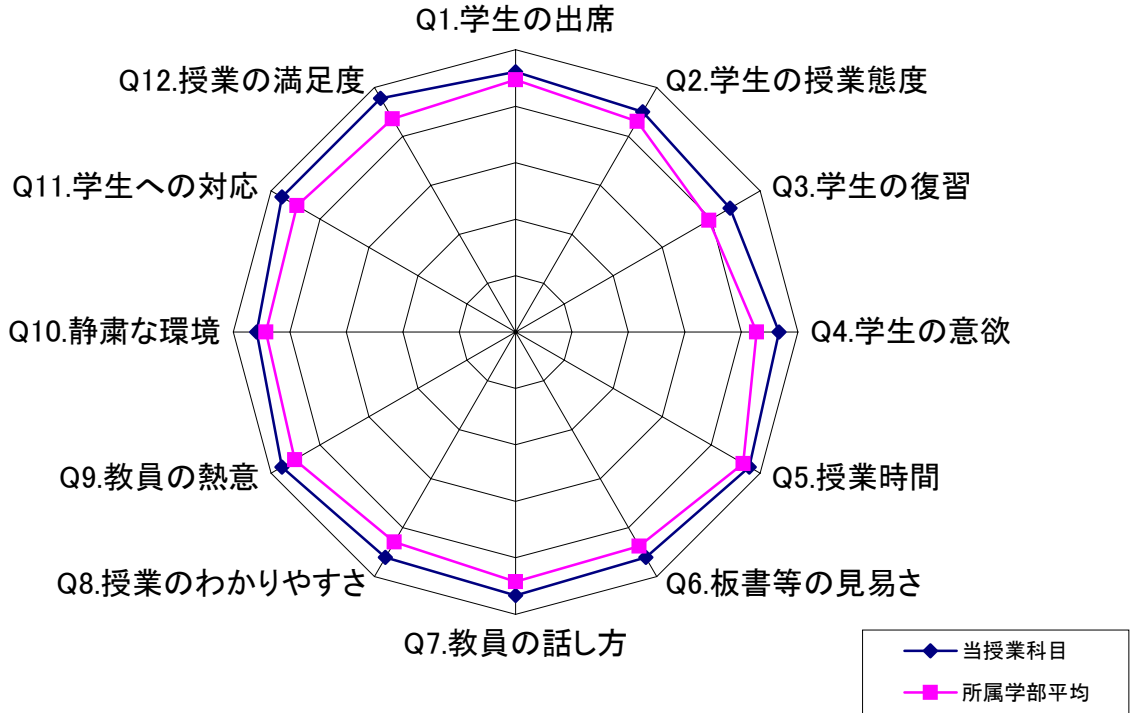 Q1.学生の出席
Q2.学生の授業態度
Q3.学生の復習
Q4.学生の意欲
Q5.授業時間
Q6.板書等の見易さ
Q7.教員の話し方
Q8.授業のわかりやすさ
Q9.教員の熱意
Q10.静粛な環境
Q11.学生への対応
Q12.授業の満足度
当授業科目
所属学部平均